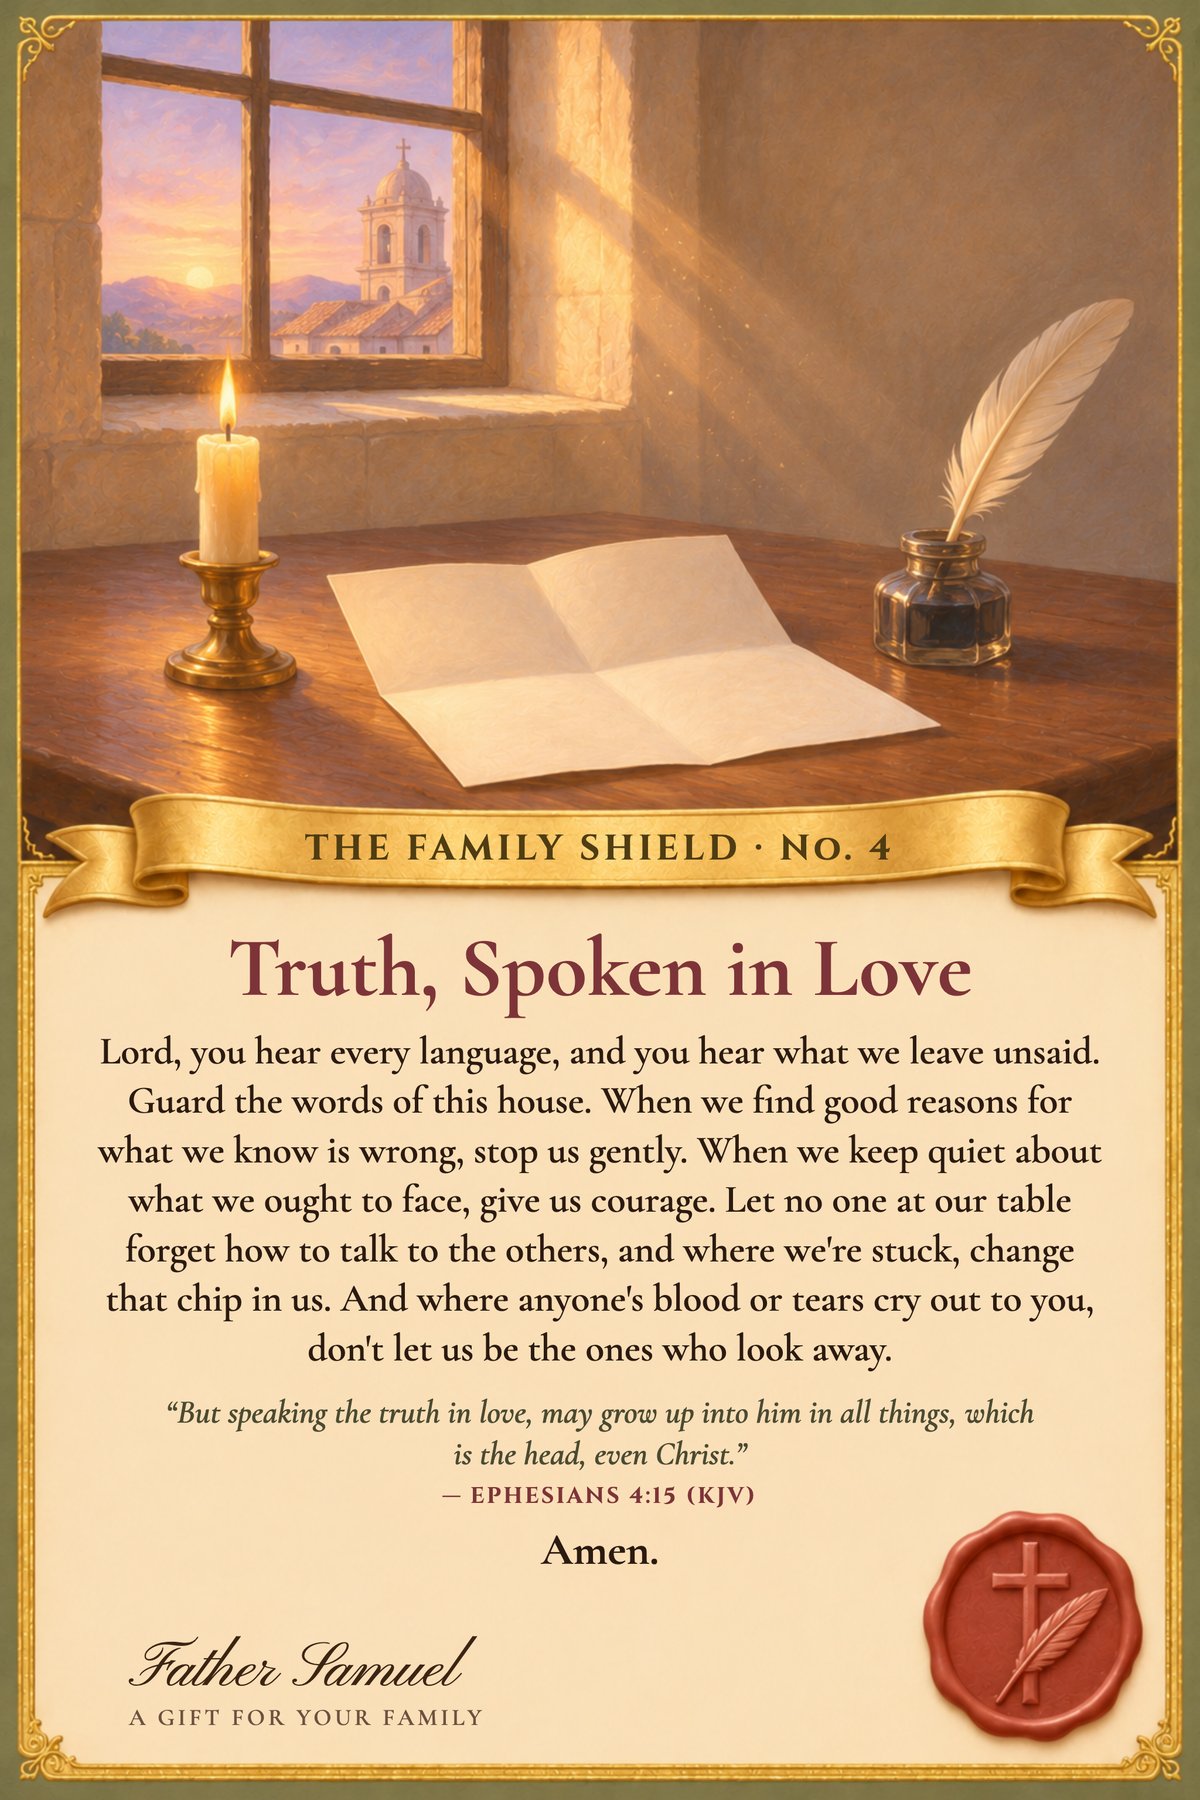 THE FAMILY SHIELD · No. 4
Truth, Spoken in Love
Lord, you hear every language, and you hear what we leave unsaid.
Guard the words of this house. When we find good reasons for
what we know is wrong, stop us gently. When we keep quiet about
what we ought to face, give us courage. Let no one at our table
forget how to talk to the others, and where we're stuck, change
that chip in us. And where anyone's blood or tears cry out to you,
don't let us be the ones who look away.
“But speaking the truth in love, may grow up into him in all things, which
is the head, even Christ.”
— EPHESIANS 4:15 (KJV)
Amen.
Father Samuel
A GIFT FOR YOUR FAMILY